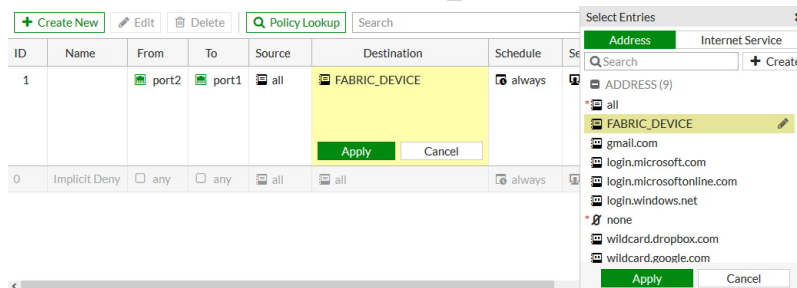 Create New Edit Delete Policy Lookup Search
ID Name From To Source Destination Schedule Se
1 port2 port1 all FABRIC_DEVICE always
Apply Cancel
0 Implicit Deny any any all all always
Select Entries
Address Internet Service
Search + Create
ADDRESS (9)
* all
FABRIC_DEVICE
gmail.com
login.microsoft.com
login.microsoftonline.com
login.windows.net
* none
wildcard.dropbox.com
wildcard.google.com
Apply Cancel